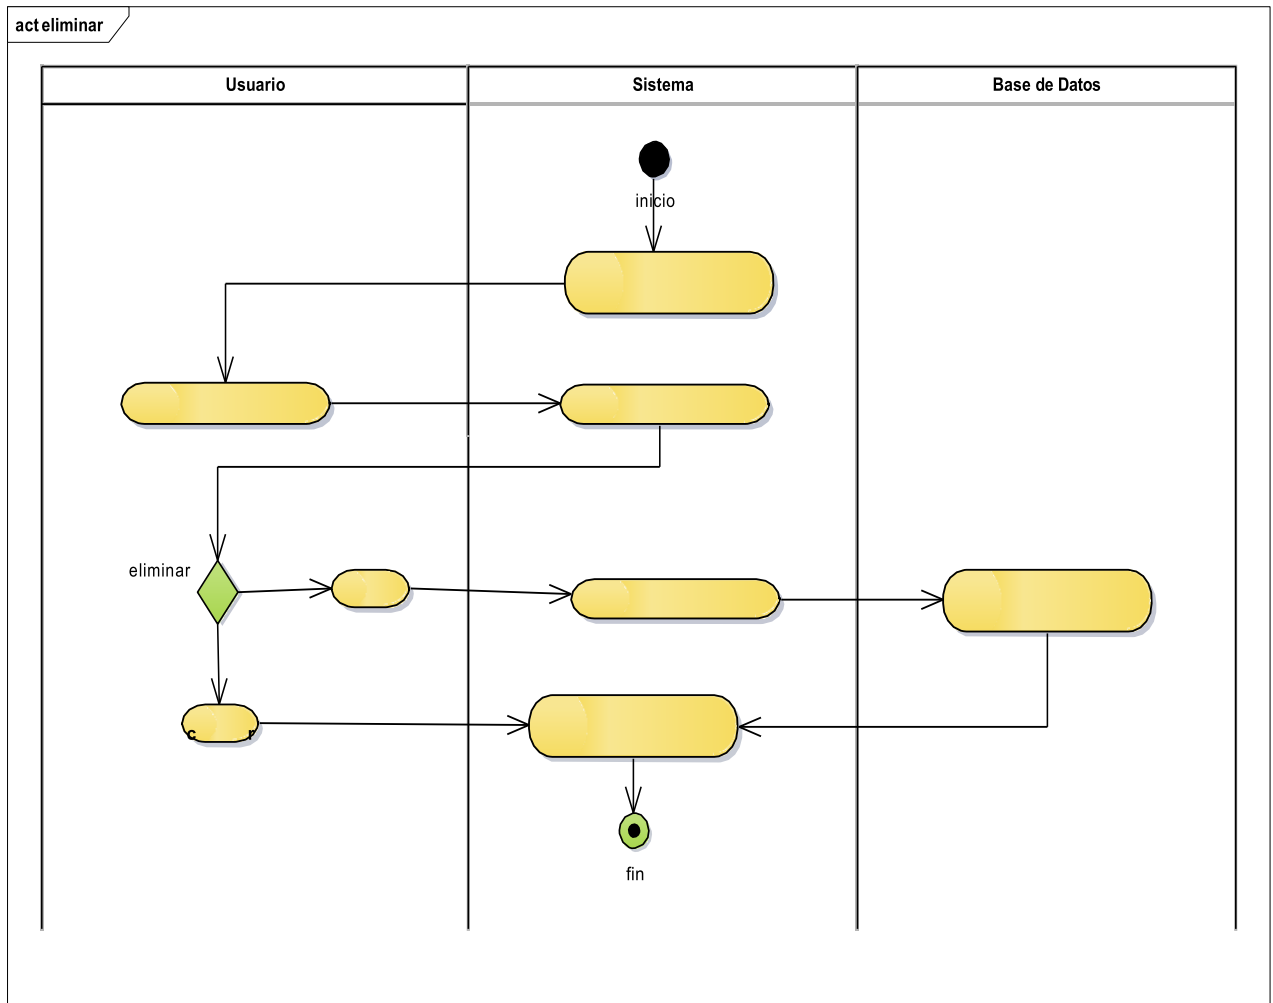 act eliminar
Usuario
Sistema
Base de Datos
inicio
eliminar
c r
fin